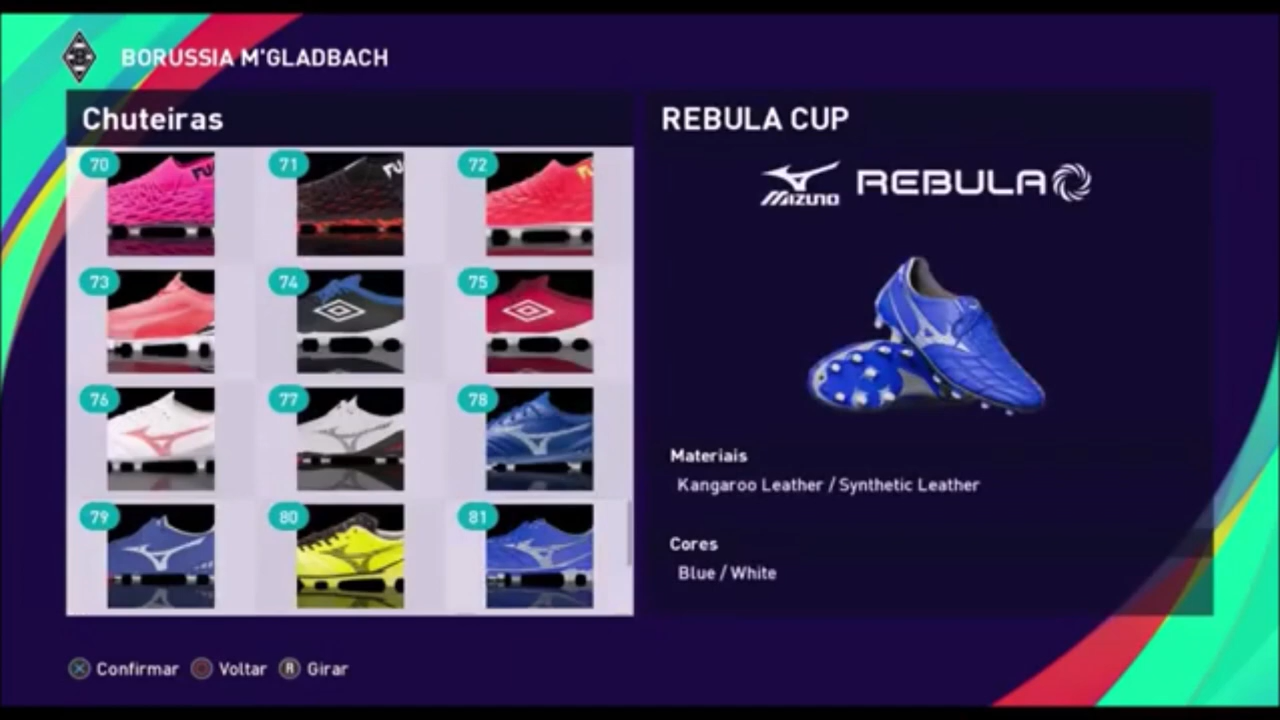 BORUSSIA M'GLADBACH
Chuteiras
REBULA CUP
MIZUNO REBULA
70 71 72
73 74 75
76 77 78
79 80 81
Materiais
Kangaroo Leather / Synthetic Leather
Cores
Blue / White
Confirmar Voltar R Girar